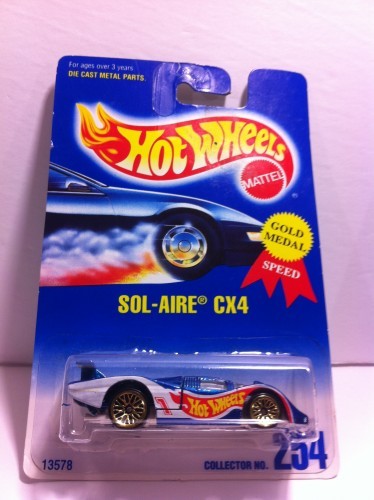 For ages over 3 years
DIE CAST METAL PARTS.
HOT WHEELS
MATTEL
GOLD
MEDAL
SPEED
SOL-AIRE® CX4
1 HOT WHEELS
13578
COLLECTOR NO. 254